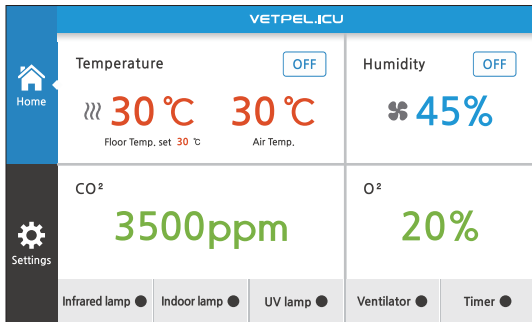 VETPEL.ICU
Home
Temperature
OFF
30 ℃
30 ℃
Floor Temp. set 30 ℃
Air Temp.
Humidity
OFF
45%
Settings
CO²
3500ppm
O²
20%
Infrared lamp
Indoor lamp
UV lamp
Ventilator
Timer